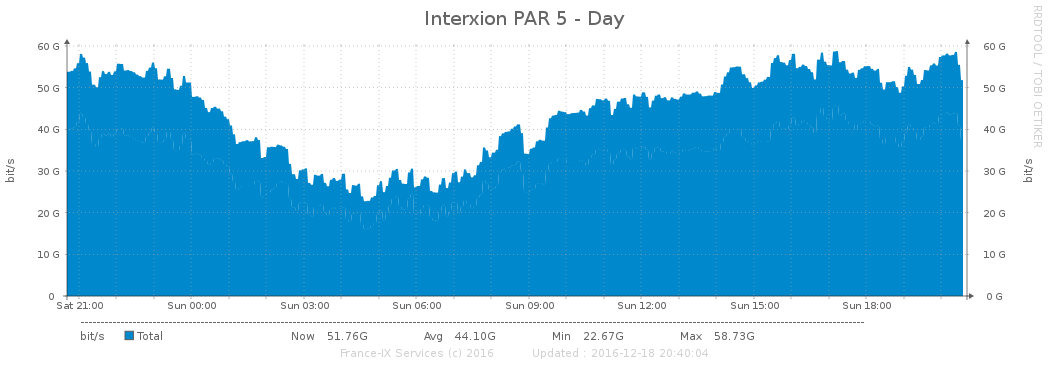 Interxion PAR 5 - Day
RRDTOOL / TOBI OETIKER
bit/s
60 G 60 G
50 G 50 G
40 G 40 G
30 G 30 G
20 G 20 G
10 G 10 G
0 0 G
bit/s
Sat 21:00 Sun 00:00 Sun 03:00 Sun 06:00 Sun 09:00 Sun 12:00 Sun 15:00 Sun 18:00
bit/s Total Now 51.76G Avg 44.10G Min 22.67G Max 58.73G
France-IX Services (c) 2016 Updated : 2016-12-18 20:40:04